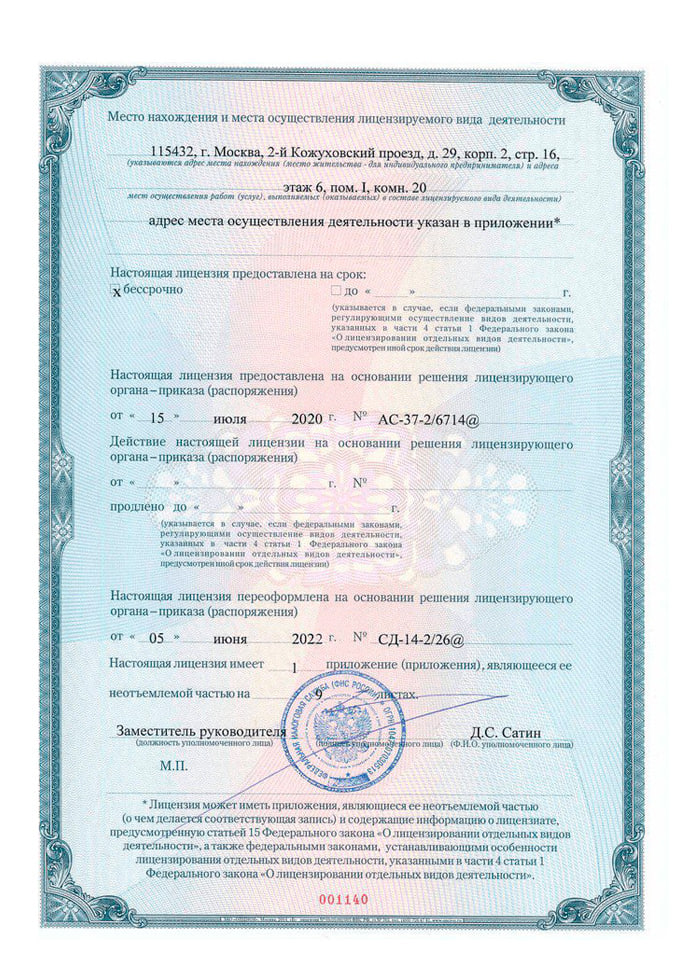 Место нахождения и места осуществления лицензируемого вида деятельности
115432, г. Москва, 2-й Кожуховский проезд, д. 29, корп. 2, стр. 16,
(указываются адрес места нахождения (место жительства - для индивидуального предпринимателя) и адреса
этаж 6, пом. I, комн. 20
мест осуществления работ (услуг), выполняемых (оказываемых) в составе лицензируемого вида деятельности)
адрес места осуществления деятельности указан в приложении*
Настоящая лицензия предоставлена на срок:
х бессрочно
до « » г.
(указывается в случае, если федеральными законами,
регулирующими осуществление видов деятельности,
указанных в части 4 статьи 1 Федерального закона
«О лицензировании отдельных видов деятельности»,
предусмотрен иной срок действия лицензии)
Настоящая лицензия предоставлена на основании решения лицензирующего
органа – приказа (распоряжения)
от « 15 » июля 2020 г. № АС-37-2/6714@
Действие настоящей лицензии на основании решения лицензирующего
органа – приказа (распоряжения)
от « » г. №
продлено до « » г.
(указывается в случае, если федеральными законами,
регулирующими осуществление видов деятельности,
указанных в части 4 статьи 1 Федерального закона
«О лицензировании отдельных видов деятельности»,
предусмотрен иной срок действия лицензии)
Настоящая лицензия переоформлена на основании решения лицензирующего
органа – приказа (распоряжения)
от « 05 » июня 2022 г. № СД-14-2/26@
Настоящая лицензия имеет 1 приложение (приложения), являющееся ее
неотъемлемой частью на 9 листах.
Заместитель руководителя Д.С. Сатин
(должность уполномоченного лица) (подпись уполномоченного лица) (Ф.И.О. уполномоченного лица)
М.П.
ФЕДЕРАЛЬНАЯ НАЛОГОВАЯ СЛУЖБА (ФНС РОССИИ)
* Лицензия может иметь приложения, являющиеся ее неотъемлемой частью
(о чем делается соответствующая запись) и содержащие информацию о лицензиате,
предусмотренную статьей 15 Федерального закона «О лицензировании отдельных видов
деятельности», а также федеральными законами, устанавливающими особенности
лицензирования отдельных видов деятельности, указанными в части 4 статьи 1
Федерального закона «О лицензировании отдельных видов деятельности».
001140